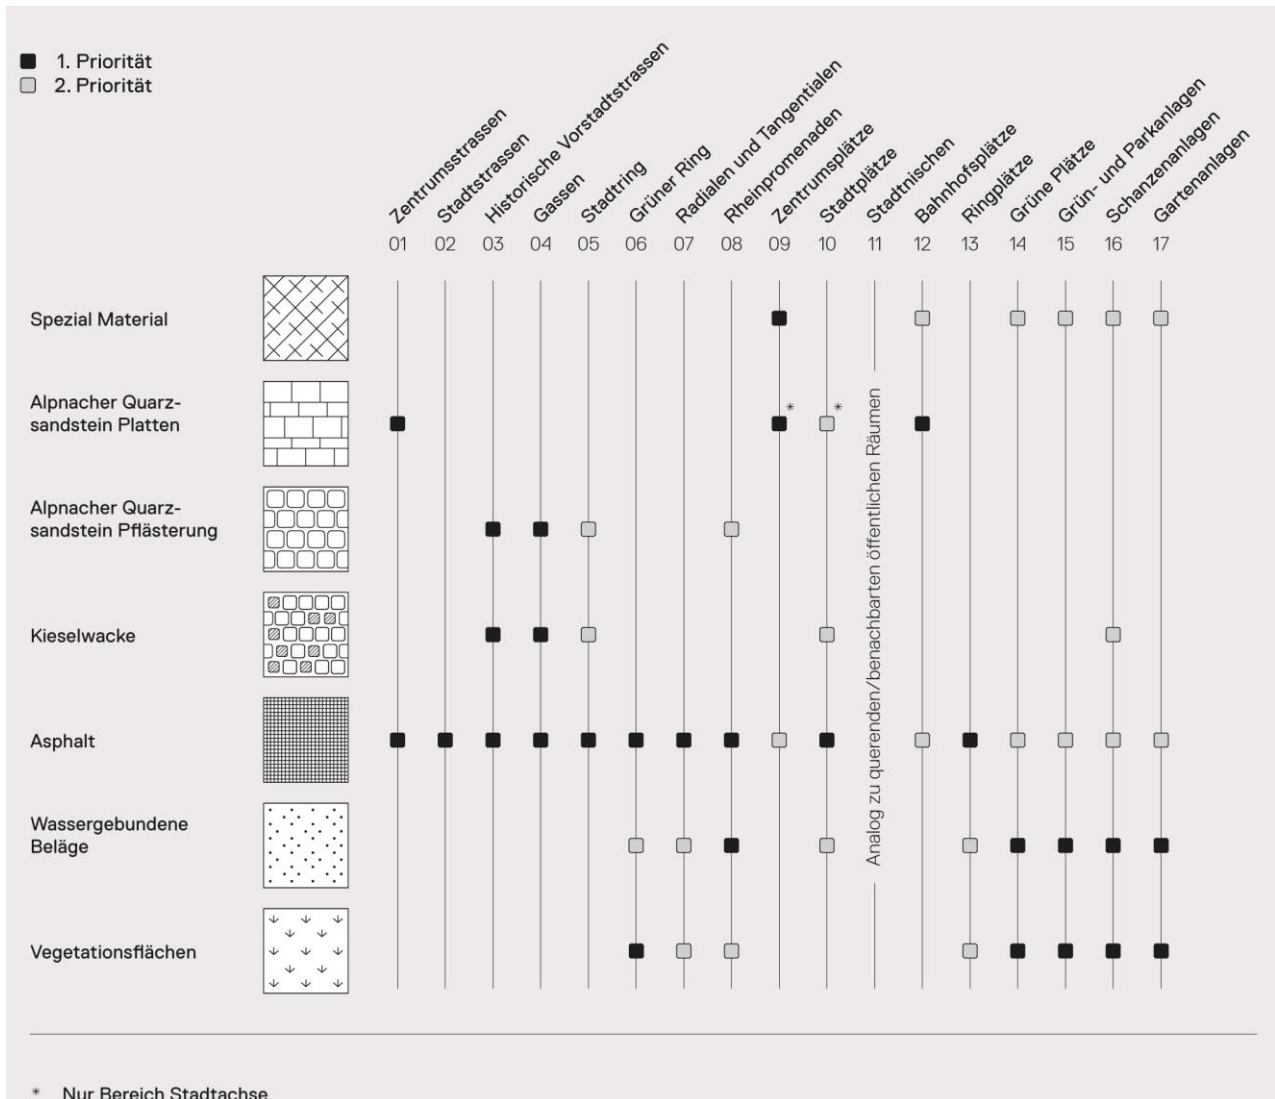 1. Priorität
2. Priorität
Zentrumsstrassen
Stadtstrassen
Historische Vorstadtstrassen
Gassen
Stadtring
Grüner Ring
Radialen und Tangentialen
Rheinpromenaden
Zentrumsplätze
Stadtplätze
Stadtnischen
Bahnhofsplätze
Ringplätze
Grüne Plätze
Grün- und Parkanlagen
Schanzenanlagen
Gartenanlagen
01 02 03 04 05 06 07 08 09 10 11 12 13 14 15 16 17
Spezial Material
Alpnacher Quarz-
sandstein Platten
* *
Alpnacher Quarz-
sandstein Pflästerung
Kieselwacke
Asphalt
Wassergebundene
Beläge
Vegetationsflächen
Analog zu querenden/benachbarten öffentlichen Räumen
* Nur Bereich Stadtachse